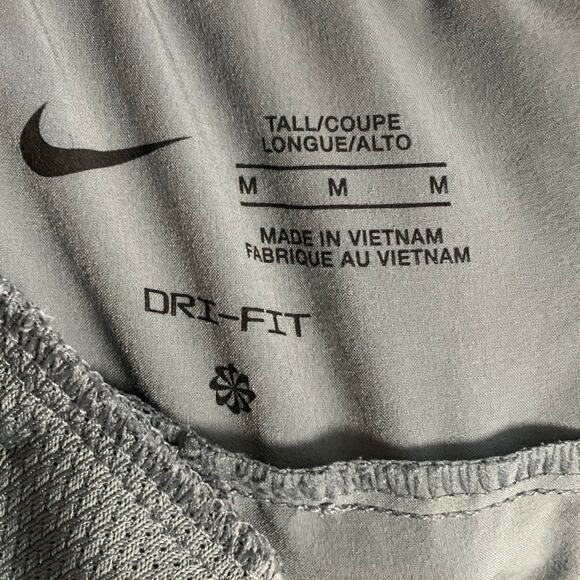 TALL/COUPE
LONGUE/ALTO
M M M
MADE IN VIETNAM
FABRIQUE AU VIETNAM
DRI-FIT